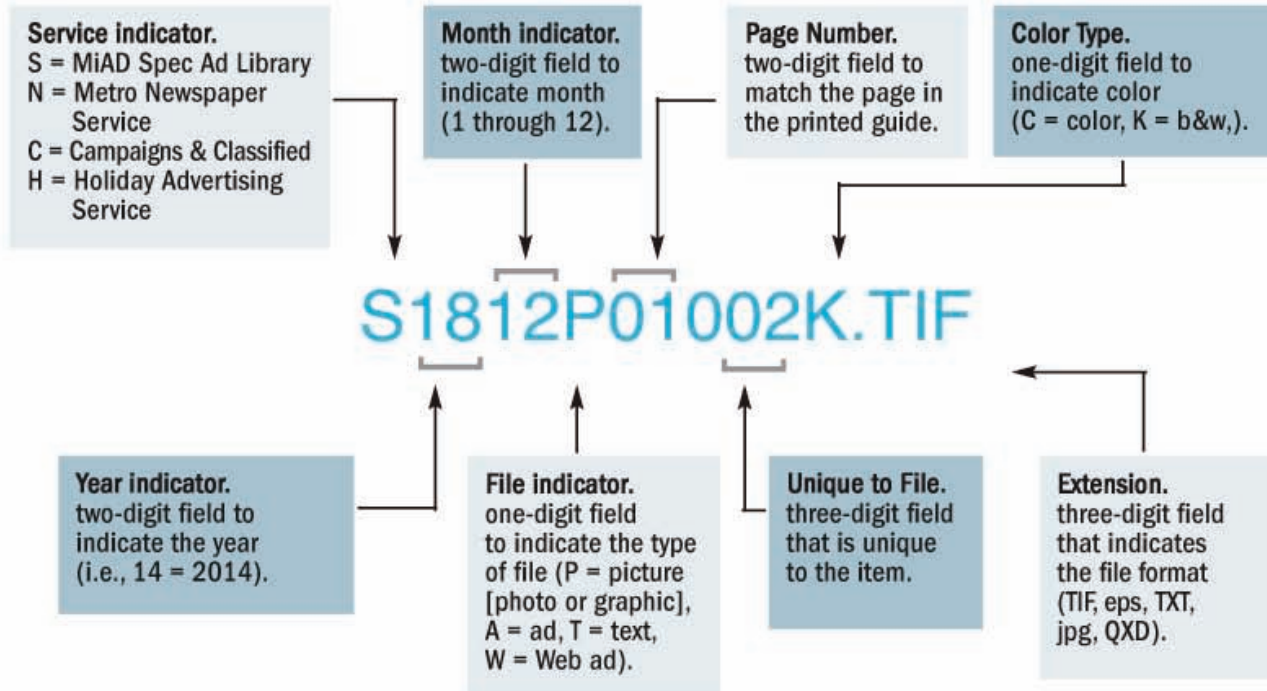 Service indicator.
S = MiAD Spec Ad Library
N = Metro Newspaper
Service
C = Campaigns & Classified
H = Holiday Advertising
Service
Month indicator.
two-digit field to
indicate month
(1 through 12).
Page Number.
two-digit field to
match the page in
the printed guide.
Color Type.
one-digit field to
indicate color
(C = color, K = b&w,).
S1812P01002K.TIF
Year indicator.
two-digit field to
indicate the year
(i.e., 14 = 2014).
File indicator.
one-digit field
to indicate the type
of file (P = picture
[photo or graphic],
A = ad, T = text,
W = Web ad).
Unique to File.
three-digit field
that is unique
to the item.
Extension.
three-digit field
that indicates
the file format
(TIF, eps, TXT,
jpg, QXD).